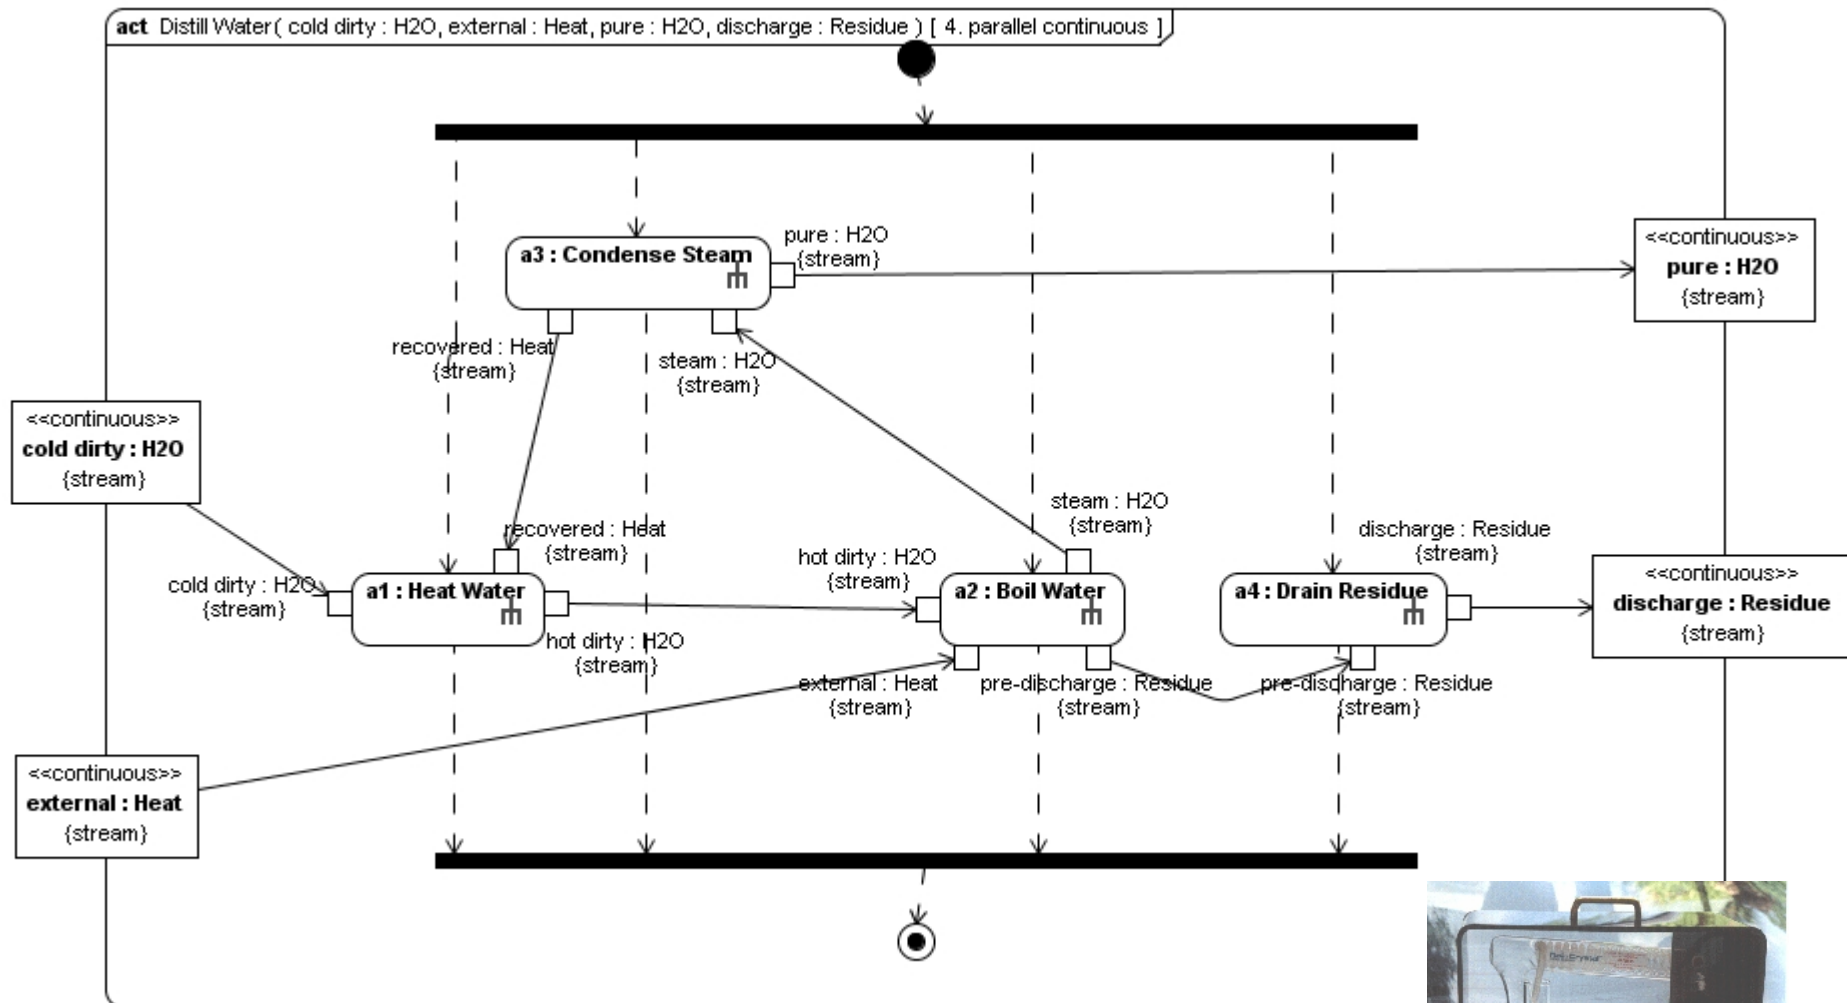 act Distill Water( cold dirty : H2O, external : Heat, pure : H2O, discharge : Residue ) [ 4. parallel continuous ]
a3 : Condense Steam
pure : H2O
{stream}
<<continuous>>
pure : H2O
{stream}
recovered : Heat
{stream}
steam : H2O
{stream}
<<continuous>>
cold dirty : H2O
{stream}
recovered : Heat
{stream}
steam : H2O
{stream}
discharge : Residue
{stream}
cold dirty : H2O
{stream}
a1 : Heat Water
hot dirty : H2O
{stream}
hot dirty : H2O
{stream}
a2 : Boil Water
a4 : Drain Residue
<<continuous>>
discharge : Residue
{stream}
external : Heat
{stream}
pre-discharge : Residue
{stream}
pre-discharge : Residue
{stream}
<<continuous>>
external : Heat
{stream}